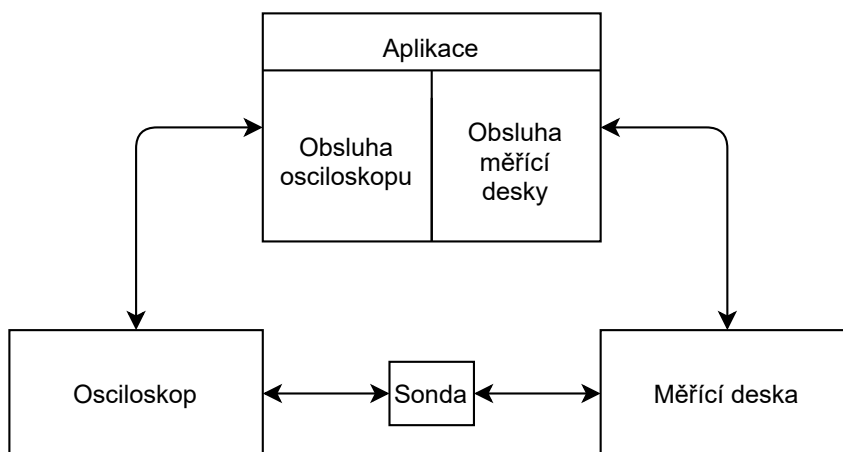 Aplikace
Obsluha
osciloskopu
Obsluha
měřící
desky
Osciloskop
Sonda
Měřící deska